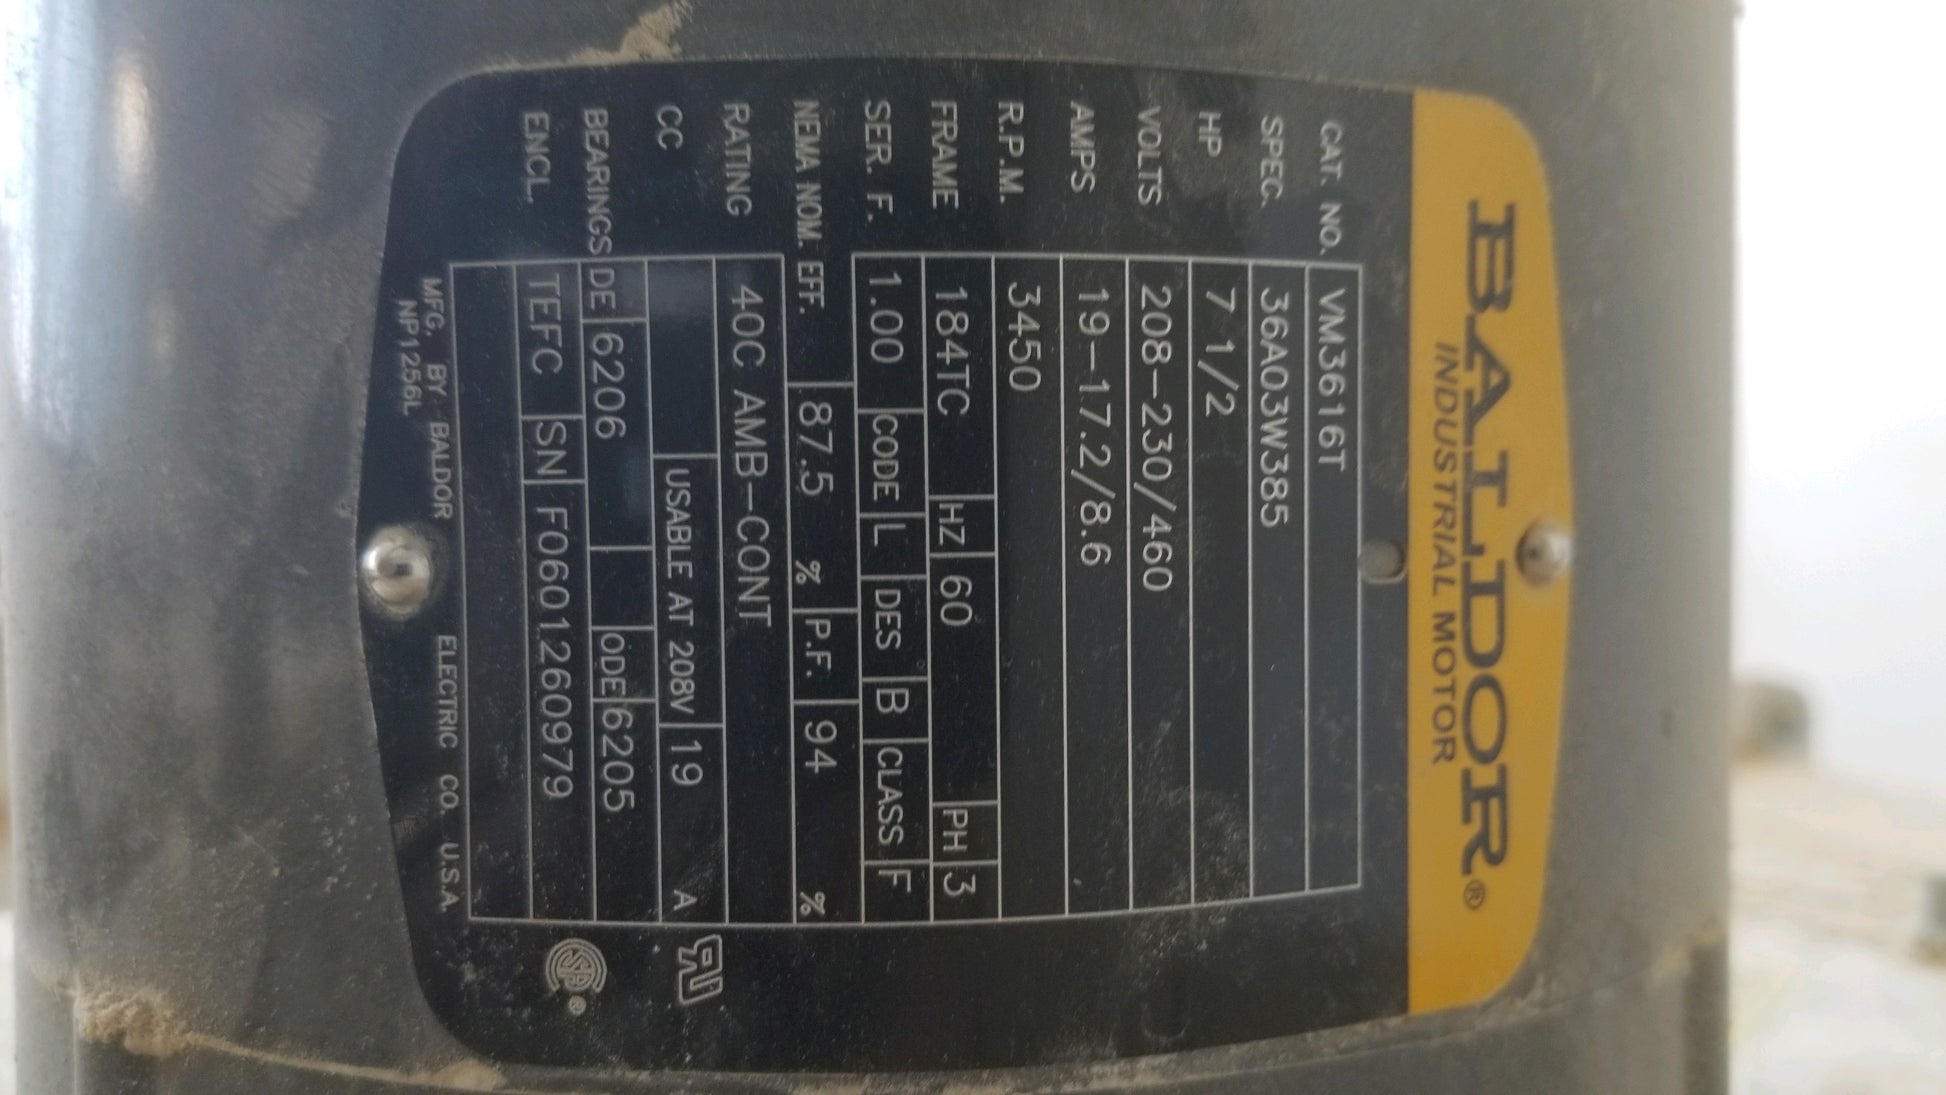 BALDOR®
INDUSTRIAL MOTOR
CAT. NO. VM3616T
SPEC. 36A03W385
HP 7 1/2
VOLTS 208-230/460
AMPS 19-17.2/8.6
R.P.M. 3450
FRAME 184TC HZ 60 PH 3
SER. F. 1.00 CODE L DES B CLASS F
NEMA NOM. EFF. 87.5 % P.F. 94 %
RATING 40C AMB-CONT
CC USABLE AT 208V 19 A
BEARINGS DE 6206 ODE 6205
ENCL. TEFC SN F0601260979
MFG. BY BALDOR ELECTRIC CO. U.S.A.
NP1256L